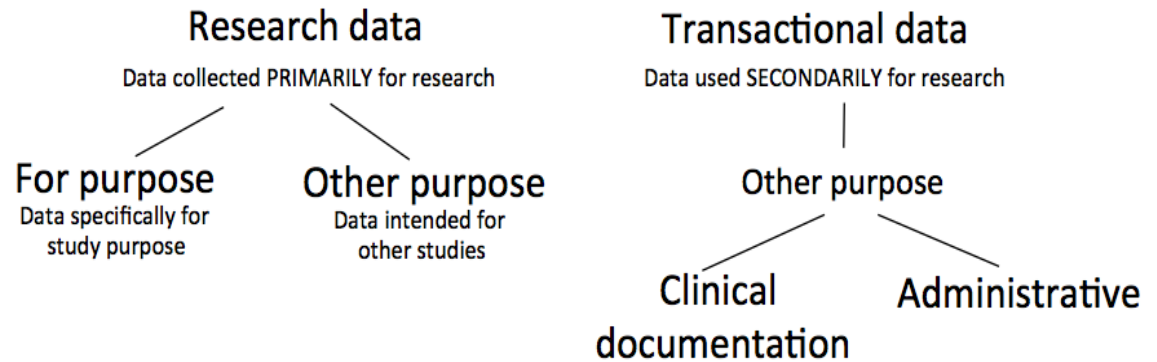 Research data
Data collected PRIMARILY for research
For purpose
Data specifically for
study purpose
Other purpose
Data intended for
other studies
Transactional data
Data used SECONDARILY for research
Other purpose
Clinical
documentation
Administrative